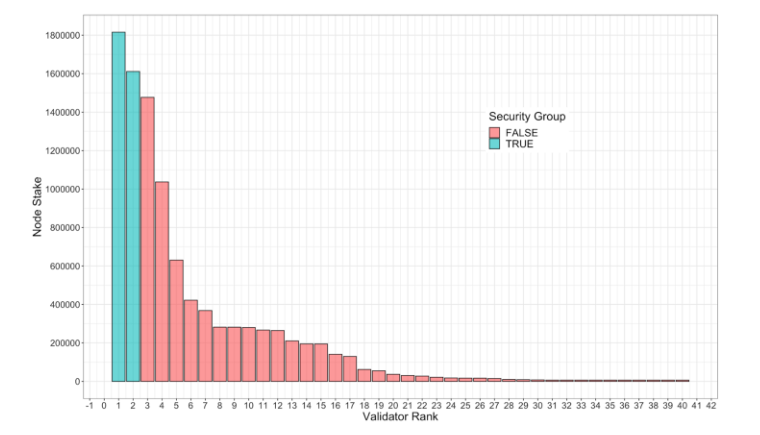 1800000
1600000
1400000
1200000
1000000
800000
600000
400000
200000
0
Node Stake
Security Group
FALSE
TRUE
-1 0 1 2 3 4 5 6 7 8 9 10 11 12 13 14 15 16 17 18 19 20 21 22 23 24 25 26 27 28 29 30 31 32 33 34 35 36 37 38 39 40 41 42
Validator Rank